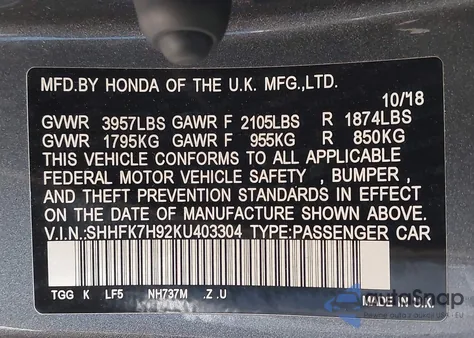 MFD.BY HONDA OF THE U.K. MFG.,LTD.
10/18
GVWR 3957LBS GAWR F 2105LBS R 1874LBS
GVWR 1795KG GAWR F 955KG R 850KG
THIS VEHICLE CONFORMS TO ALL APPLICABLE
FEDERAL MOTOR VEHICLE SAFETY , BUMPER ,
AND THEFT PREVENTION STANDARDS IN EFFECT
ON THE DATE OF MANUFACTURE SHOWN ABOVE.
V.I.N.:SHHFK7H92KU403304 TYPE:PASSENGER CAR
TGG K LF5 NH737M .Z .U
MADE IN U.K.
autoSnap